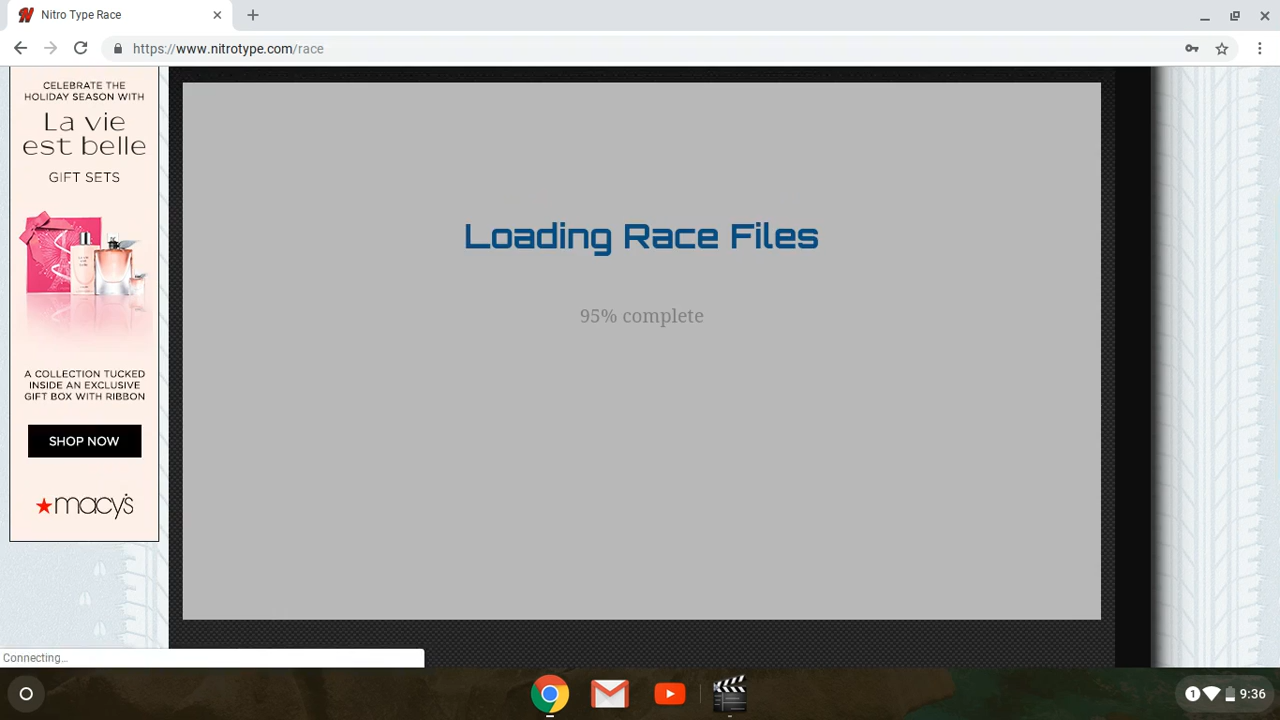 Nitro Type Race
https://www.nitrotype.com/race
CELEBRATE THE
HOLIDAY SEASON WITH
La vie
est belle
GIFT SETS
A COLLECTION TUCKED
INSIDE AN EXCLUSIVE
GIFT BOX WITH RIBBON
SHOP NOW
macy's
Loading Race Files
95% complete
Connecting...
1
9:36